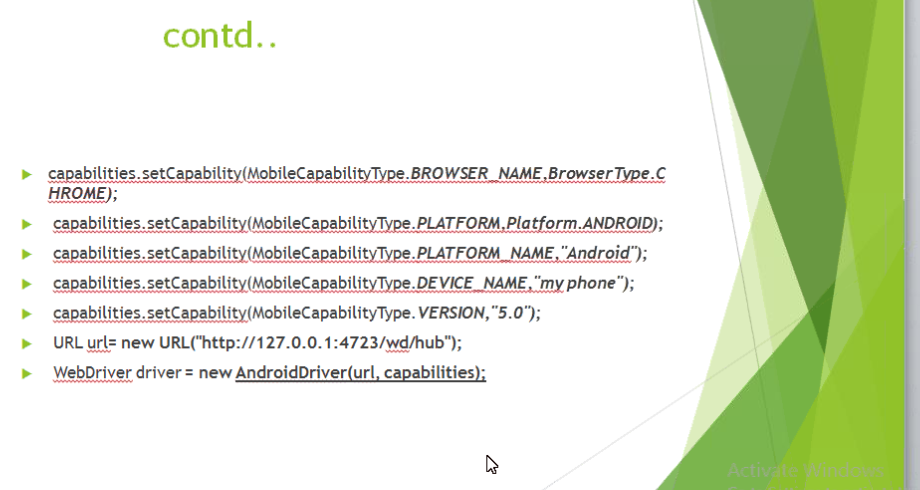 contd..
capabilities.setCapability(MobileCapabilityType.BROWSER_NAME,BrowserType.C
HROME);
capabilities.setCapability(MobileCapabilityType.PLATFORM,Platform.ANDROID);
capabilities.setCapability(MobileCapabilityType.PLATFORM_NAME,"Android");
capabilities.setCapability(MobileCapabilityType.DEVICE_NAME,"my phone");
capabilities.setCapability(MobileCapabilityType.VERSION,"5.0");
URL url= new URL("http://127.0.0.1:4723/wd/hub");
WebDriver driver = new AndroidDriver(url, capabilities);
Activate Windows